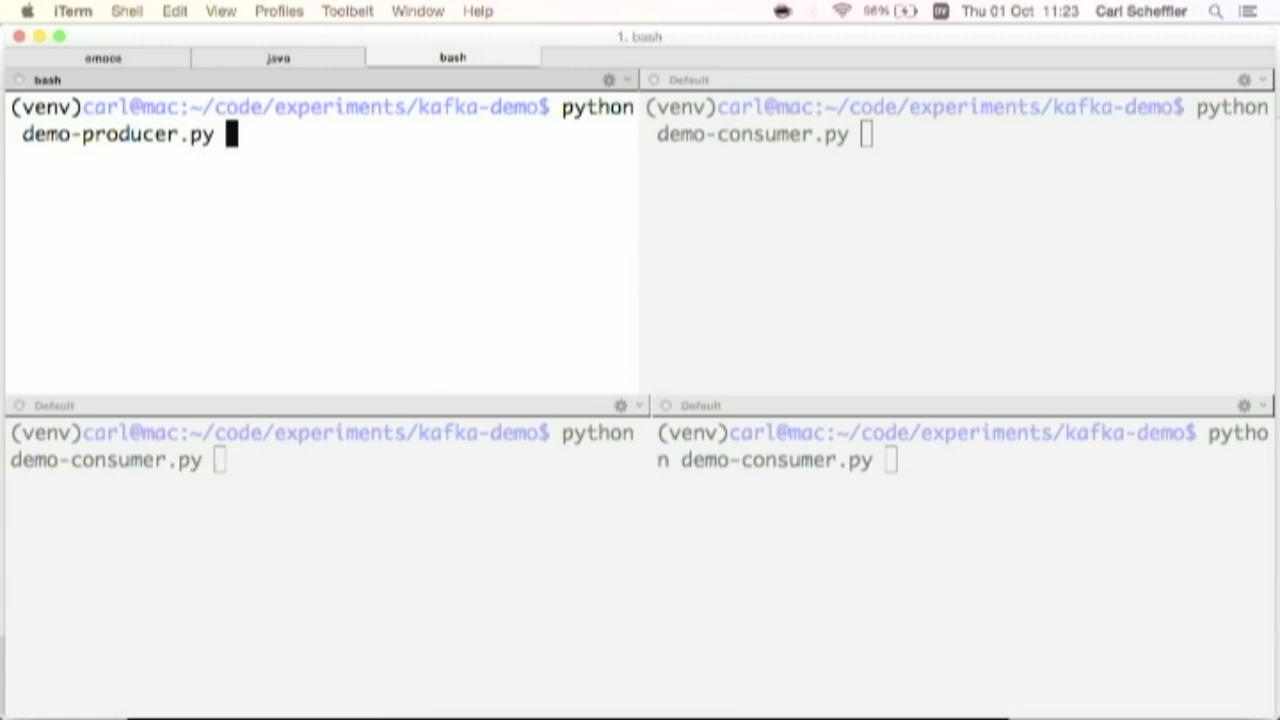 iTerm Shell Edit View Profiles Toolbelt Window Help 96% Thu 01 Oct 11:23 Carl Scheffler
1. bash
emacs java bash
bash
(venv)carl@mac:~/code/experiments/kafka-demo$ python
demo-producer.py
Default
(venv)carl@mac:~/code/experiments/kafka-demo$ python
demo-consumer.py
Default
(venv)carl@mac:~/code/experiments/kafka-demo$ python
demo-consumer.py
Default
(venv)carl@mac:~/code/experiments/kafka-demo$ pytho
n demo-consumer.py